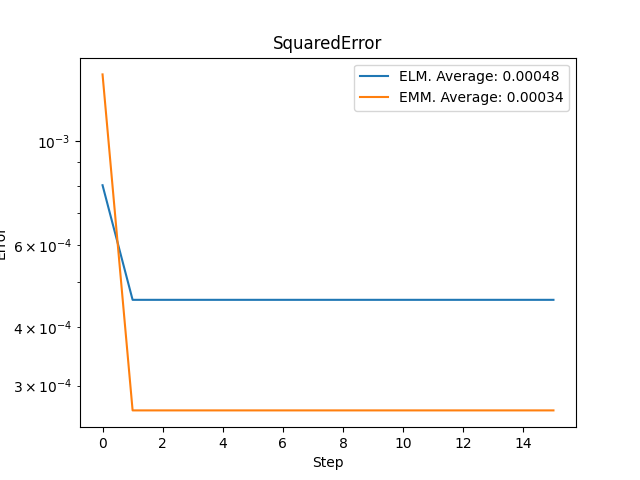 SquaredError
ELM. Average: 0.00048
EMM. Average: 0.00034
10⁻³
6 × 10⁻⁴
4 × 10⁻⁴
3 × 10⁻⁴
0 2 4 6 8 10 12 14
Step